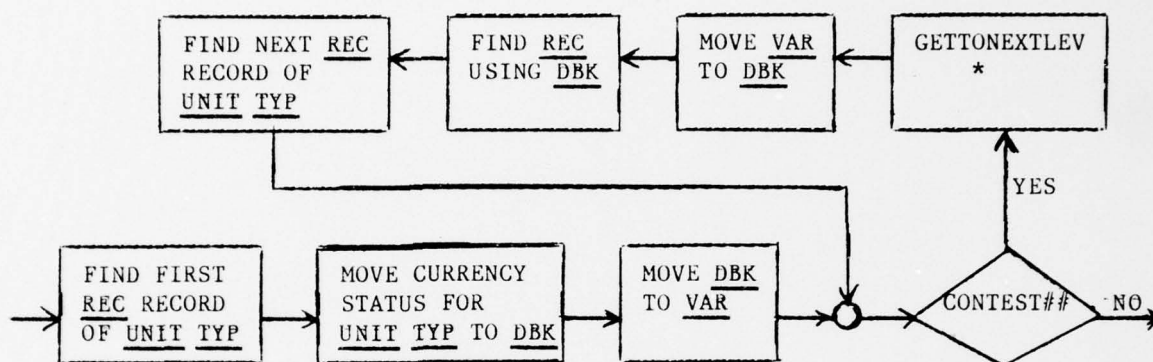 FIND NEXT REC
RECORD OF
UNIT TYP
FIND REC
USING DBK
MOVE VAR
TO DBK
GETTONEXTLEV
*
YES
FIND FIRST
REC RECORD
OF UNIT TYP
MOVE CURRENCY
STATUS FOR
UNIT TYP TO DBK
MOVE DBK
TO VAR
CONTEST##
NO